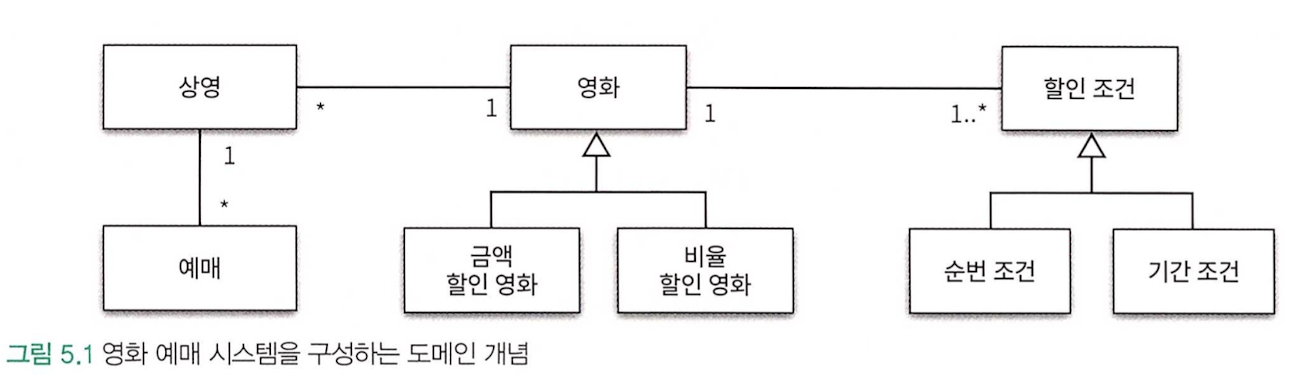 상영
*
1
영화
1
1..*
할인 조건
1
*
예매
금액
할인 영화
비율
할인 영화
순번 조건
기간 조건
그림 5.1 영화 예매 시스템을 구성하는 도메인 개념